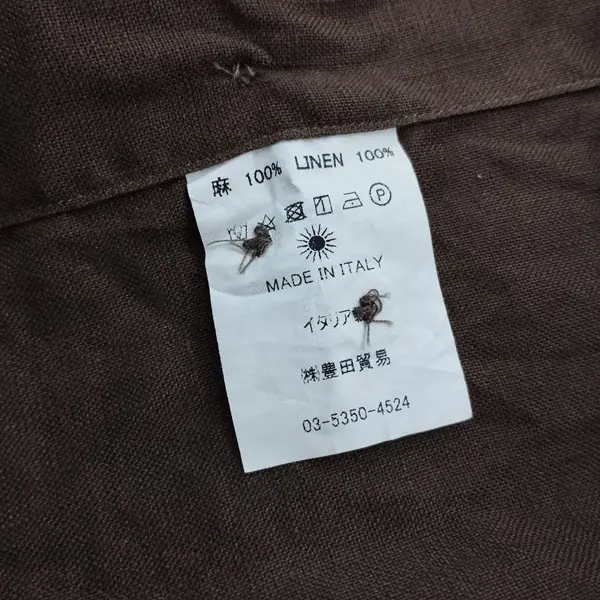 麻 100% LINEN 100%
P
MADE IN ITALY
イタリア
㈱豊田貿易
03-5350-4524